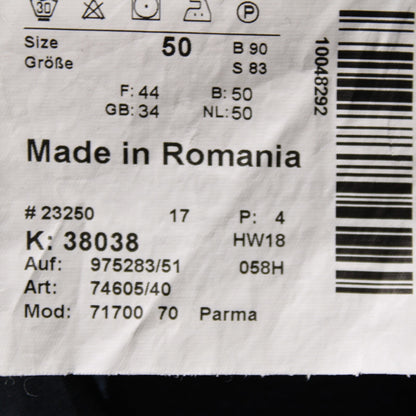 30 P
Size 50 B 90
Größe S 83
F: 44 B: 50
GB: 34 NL: 50
Made in Romania
# 23250 17 P: 4
K: 38038 HW18
Auf: 975283/51 058H
Art: 74605/40
Mod: 71700 70 Parma
10048292